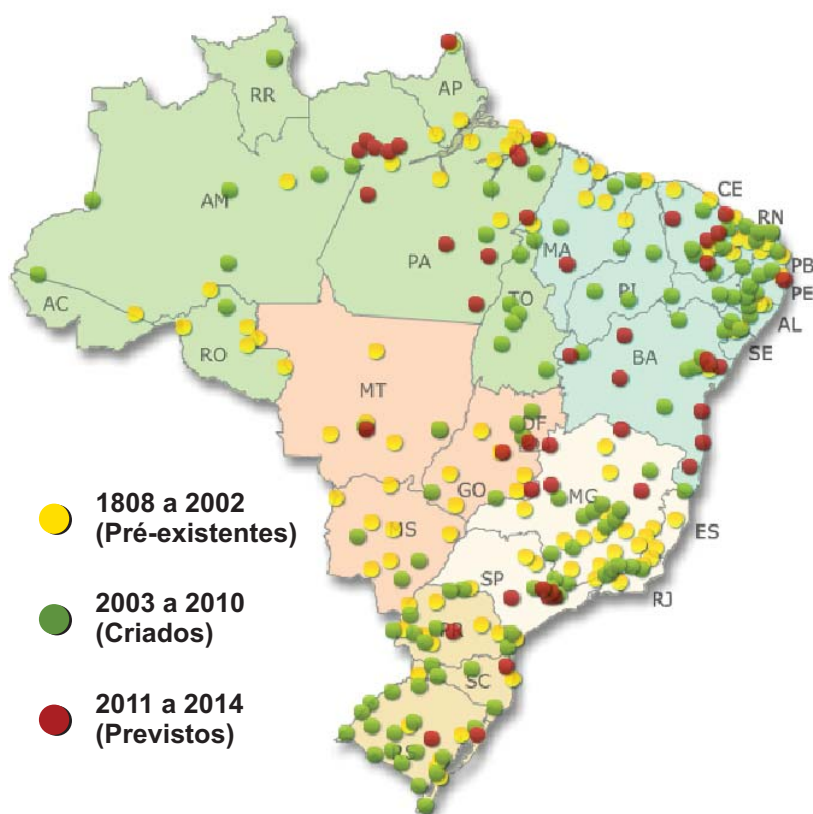 RR
AP
AM
PA
MA
CE
RN
PB
PE
AL
SE
PI
AC
TO
RO
BA
MT
DF
GO
MG
MS
ES
SP
RJ
PR
SC
RS
1808 a 2002
(Pré-existentes)
2003 a 2010
(Criados)
2011 a 2014
(Previstos)